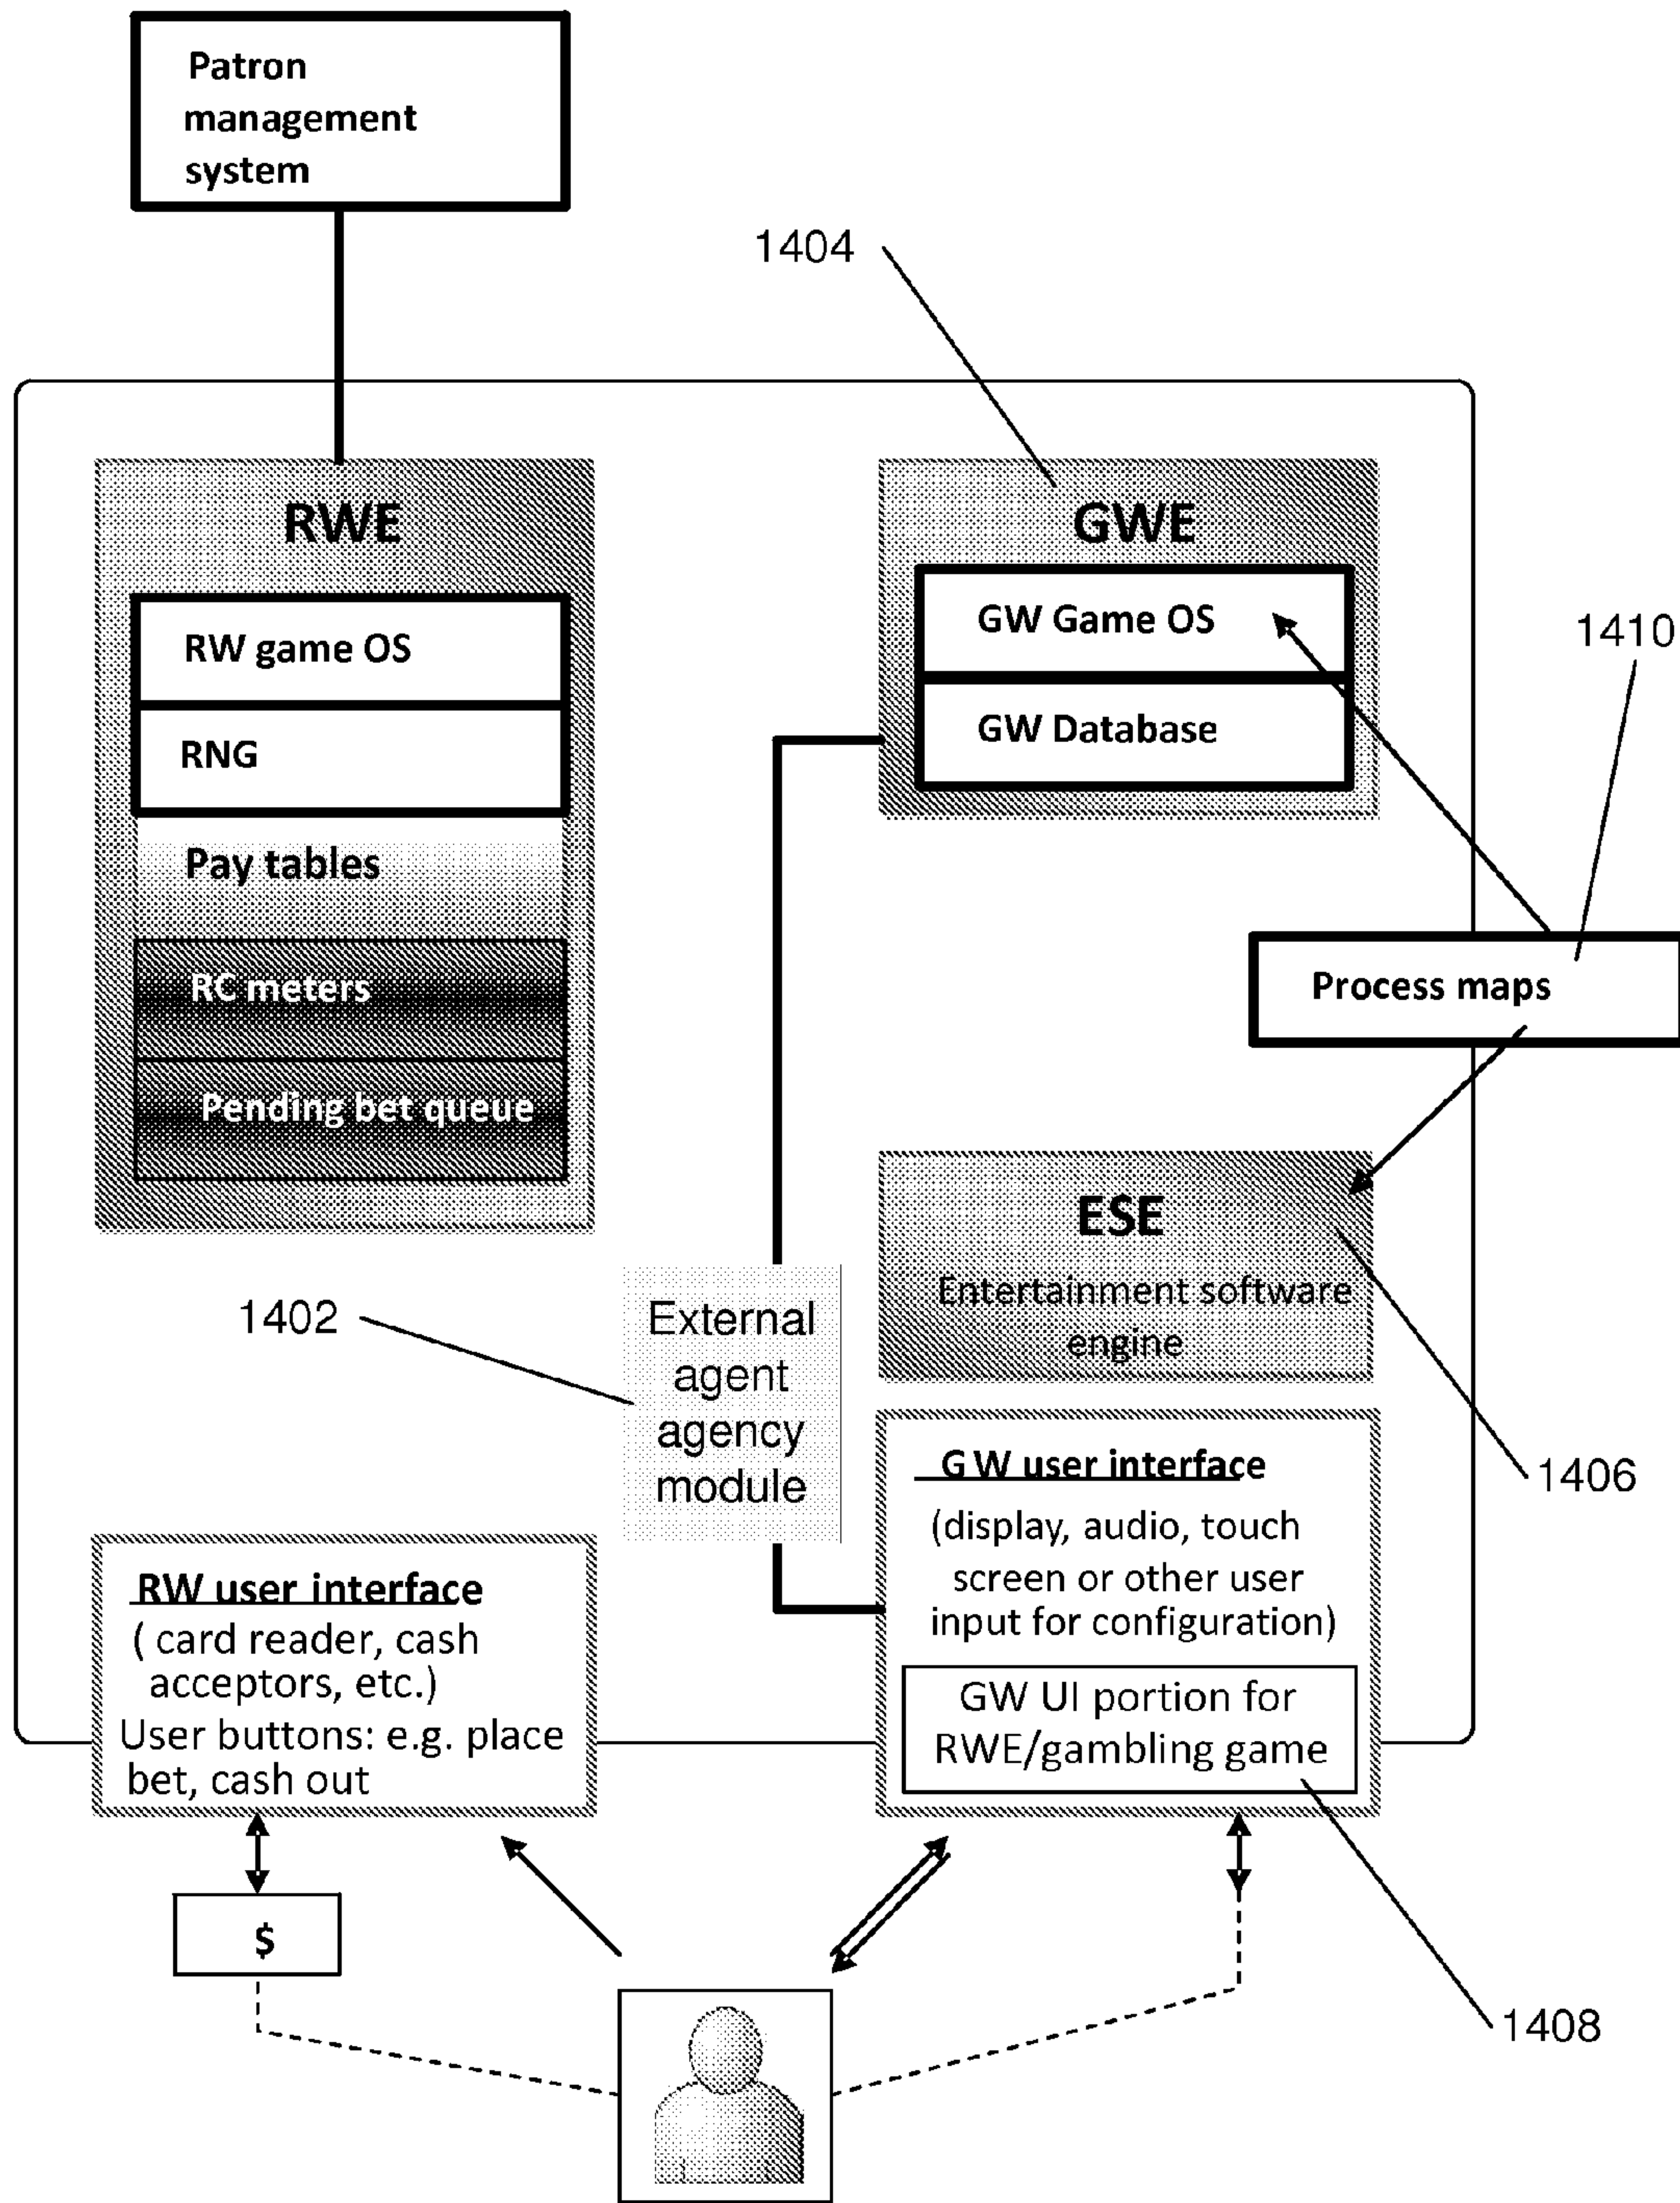 Patron
management
system
1404
RWE
RW game OS
RNG
Pay tables
RC meters
Pending bet queue
GWE
GW Game OS
GW Database
1410
Process maps
ESE
Entertainment software
engine
1402
External
agent
agency
module
1406
GW user interface
(display, audio, touch
screen or other user
input for configuration)
GW UI portion for
RWE/gambling game
RW user interface
( card reader, cash
acceptors, etc.)
User buttons: e.g. place
bet, cash out
$
1408